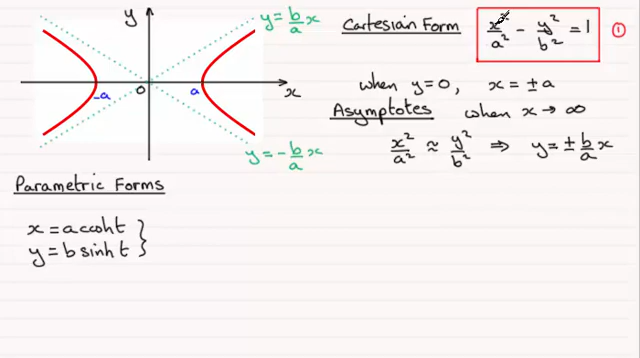 y
y = b/a x
-a
0
a
x
y = - b/a x
Cartesian Form
x²/a² - y²/b² = 1 ①
when y = 0, x = ± a
Asymptotes when x → ∞
x²/a² ≈ y²/b² ⇒ y = ± b/a x
Parametric Forms
x = a cosh t }
y = b sinh t }